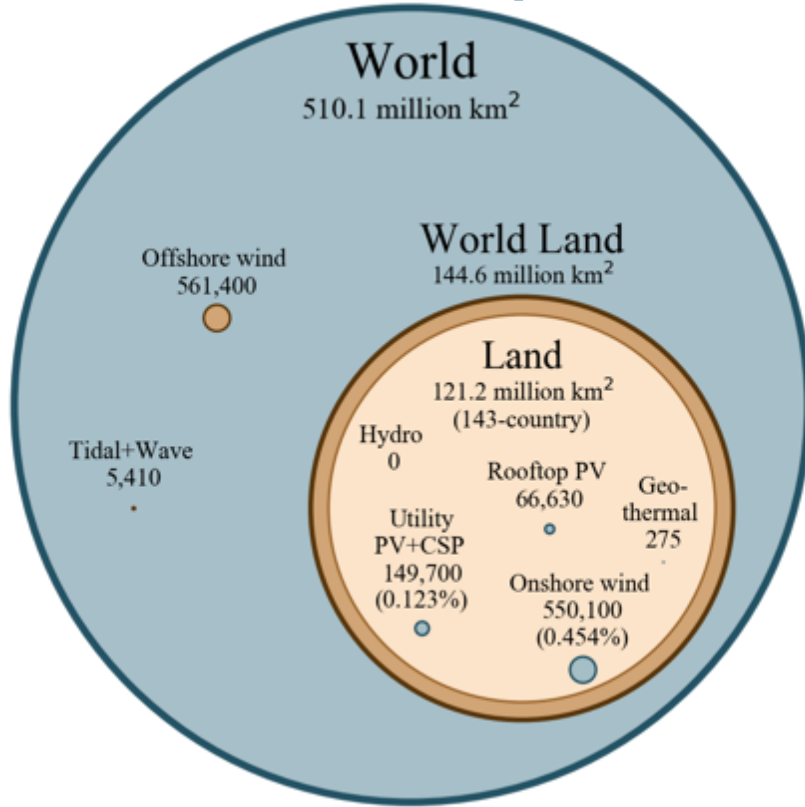 World
510.1 million km²
World Land
144.6 million km²
Offshore wind
561,400
Land
121.2 million km²
(143-country)
Hydro
0
Tidal+Wave
5,410
Rooftop PV
66,630
Geo-
thermal
275
Utility
PV+CSP
149,700
(0.123%)
Onshore wind
550,100
(0.454%)